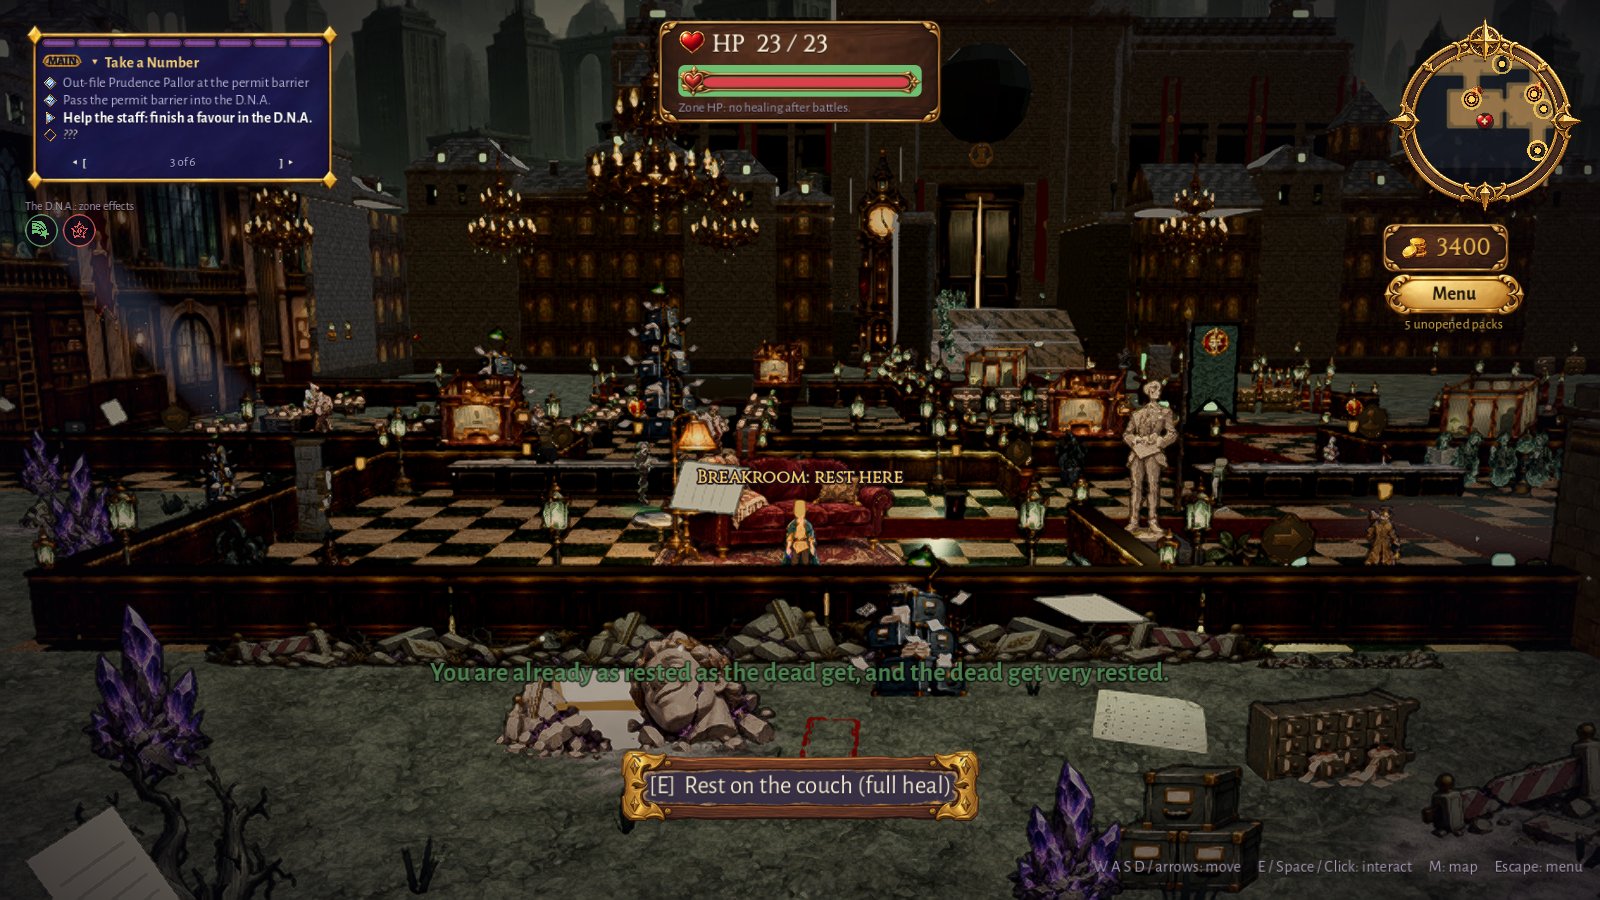 MAIN
Take a Number
Out-file Prudence Pallor at the permit barrier
Pass the permit barrier into the D.N.A.
Help the staff: finish a favour in the D.N.A.
???
[
3 of 6
]
The D.N.A.: zone effects
HP 23 / 23
Zone HP: no healing after battles.
3400
Menu
5 unopened packs
BREAKROOM: REST HERE
You are already as rested as the dead get, and the dead get very rested.
[E] Rest on the couch (full heal)
W A S D / arrows: move E / Space / Click: interact M: map Escape: menu